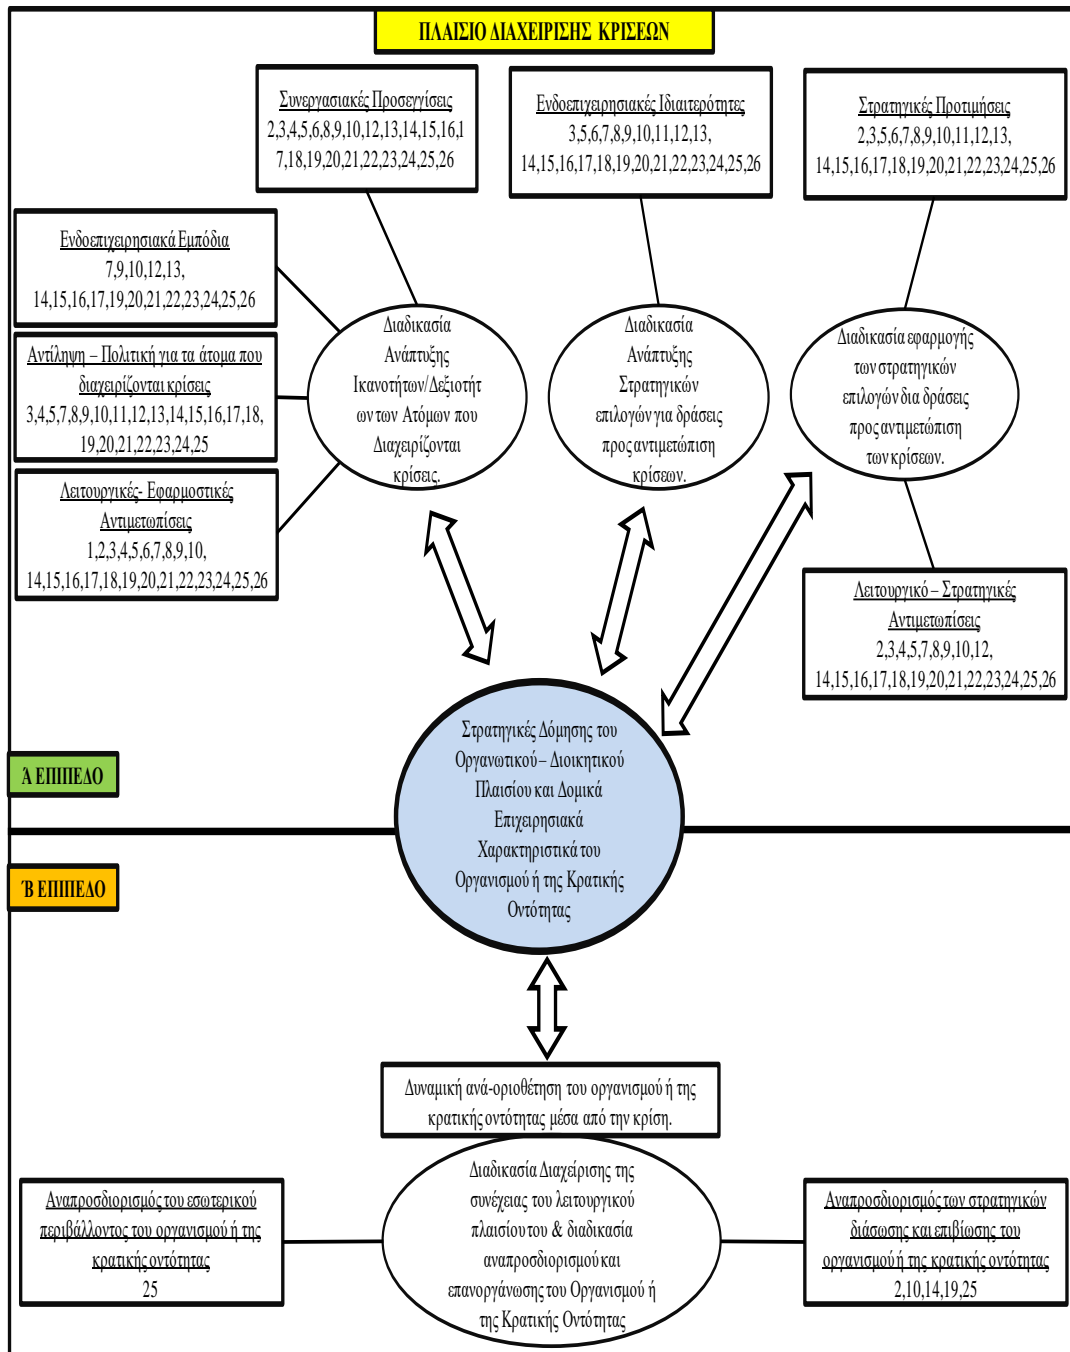 ΠΛΑΙΣΙΟ ΔΙΑΧΕΙΡΙΣΗΣ ΚΡΙΣΕΩΝ
Συνεργασιακές Προσεγγίσεις
2,3,4,5,6,8,9,10,12,13,14,15,16,1
7,18,19,20,21,22,23,24,25,26
Ενδοεπιχειρησιακές Ιδιαιτερότητες
3,5,6,7,8,9,10,11,12,13,
14,15,16,17,18,19,20,21,22,23,24,25,26
Στρατηγικές Προτιμήσεις
2,3,5,6,7,8,9,10,11,12,13,
14,15,16,17,18,19,20,21,22,23,24,25,26
Ενδοεπιχειρησιακά Εμπόδια
7,9,10,12,13,
14,15,16,17,19,20,21,22,23,24,25,26
Αντίληψη – Πολιτική για τα άτομα που
διαχειρίζονται κρίσεις
3,4,5,7,8,9,10,11,12,13,14,15,16,17,18,
19,20,21,22,23,24,25
Λειτουργικές- Εφαρμοστικές
Αντιμετωπίσεις
1,2,3,4,5,6,7,8,9,10,
14,15,16,17,18,19,20,21,22,23,24,25,26
Διαδικασία
Ανάπτυξης
Ικανοτήτων/Δεξιοτήτ
ων των Ατόμων που
Διαχειρίζονται
κρίσεις.
Διαδικασία
Ανάπτυξης
Στρατηγικών
επιλογών για δράσεις
προς αντιμετώπιση
κρίσεων.
Διαδικασία εφαρμογής
των στρατηγικών
επιλογών δια δράσεις
προς αντιμετώπιση
των κρίσεων.
Λειτουργικό – Στρατηγικές
Αντιμετωπίσεις
2,3,4,5,7,8,9,10,12,
14,15,16,17,18,19,20,21,22,23,24,25,26
Στρατηγικές Δόμησης του
Οργανωτικού – Διοικητικού
Πλαισίου και Δομικά
Επιχειρησιακά
Χαρακτηριστικά του
Οργανισμού ή της Κρατικής
Οντότητας
Ά ΕΠΙΠΕΔΟ
Έ́Β ΕΠΙΠΕΔΟ
Δυναμική ανά-οριοθέτηση του οργανισμού ή της
κρατικής οντότητας μέσα από την κρίση.
Διαδικασία Διαχείρισης της
συνέχειας του λειτουργικού
πλαισίου του & διαδικασία
αναπροσδιορισμού και
επανοργάνωσης του Οργανισμού ή
της Κρατικής Οντότητας
Αναπροσδιορισμός του εσωτερικού
περιβάλλοντος του οργανισμού ή της
κρατικής οντότητας
25
Αναπροσδιορισμός των στρατηγικών
διάσωσης και επιβίωσης του
οργανισμού ή της κρατικής οντότητας
2,10,14,19,25